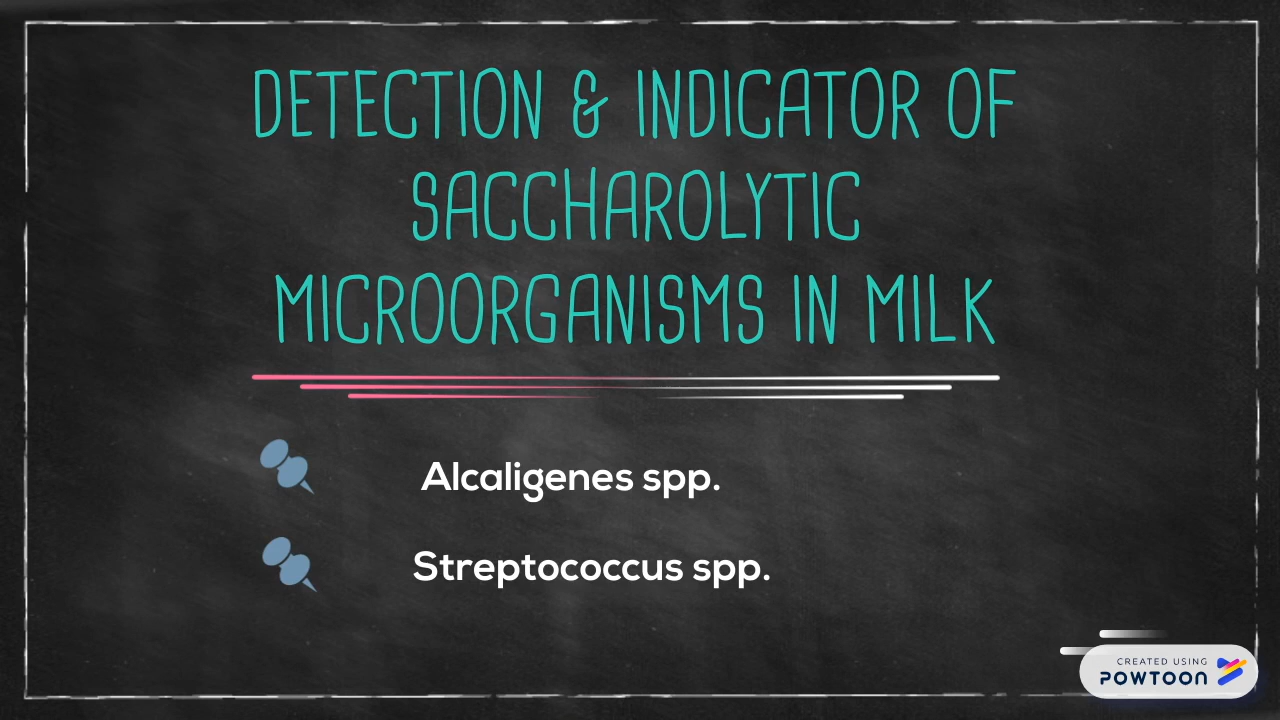 DETECTION & INDICATOR OF
SACCHAROLYTIC
MICROORGANISMS IN MILK
Alcaligenes spp.
Streptococcus spp.
CREATED USING
POWTOON